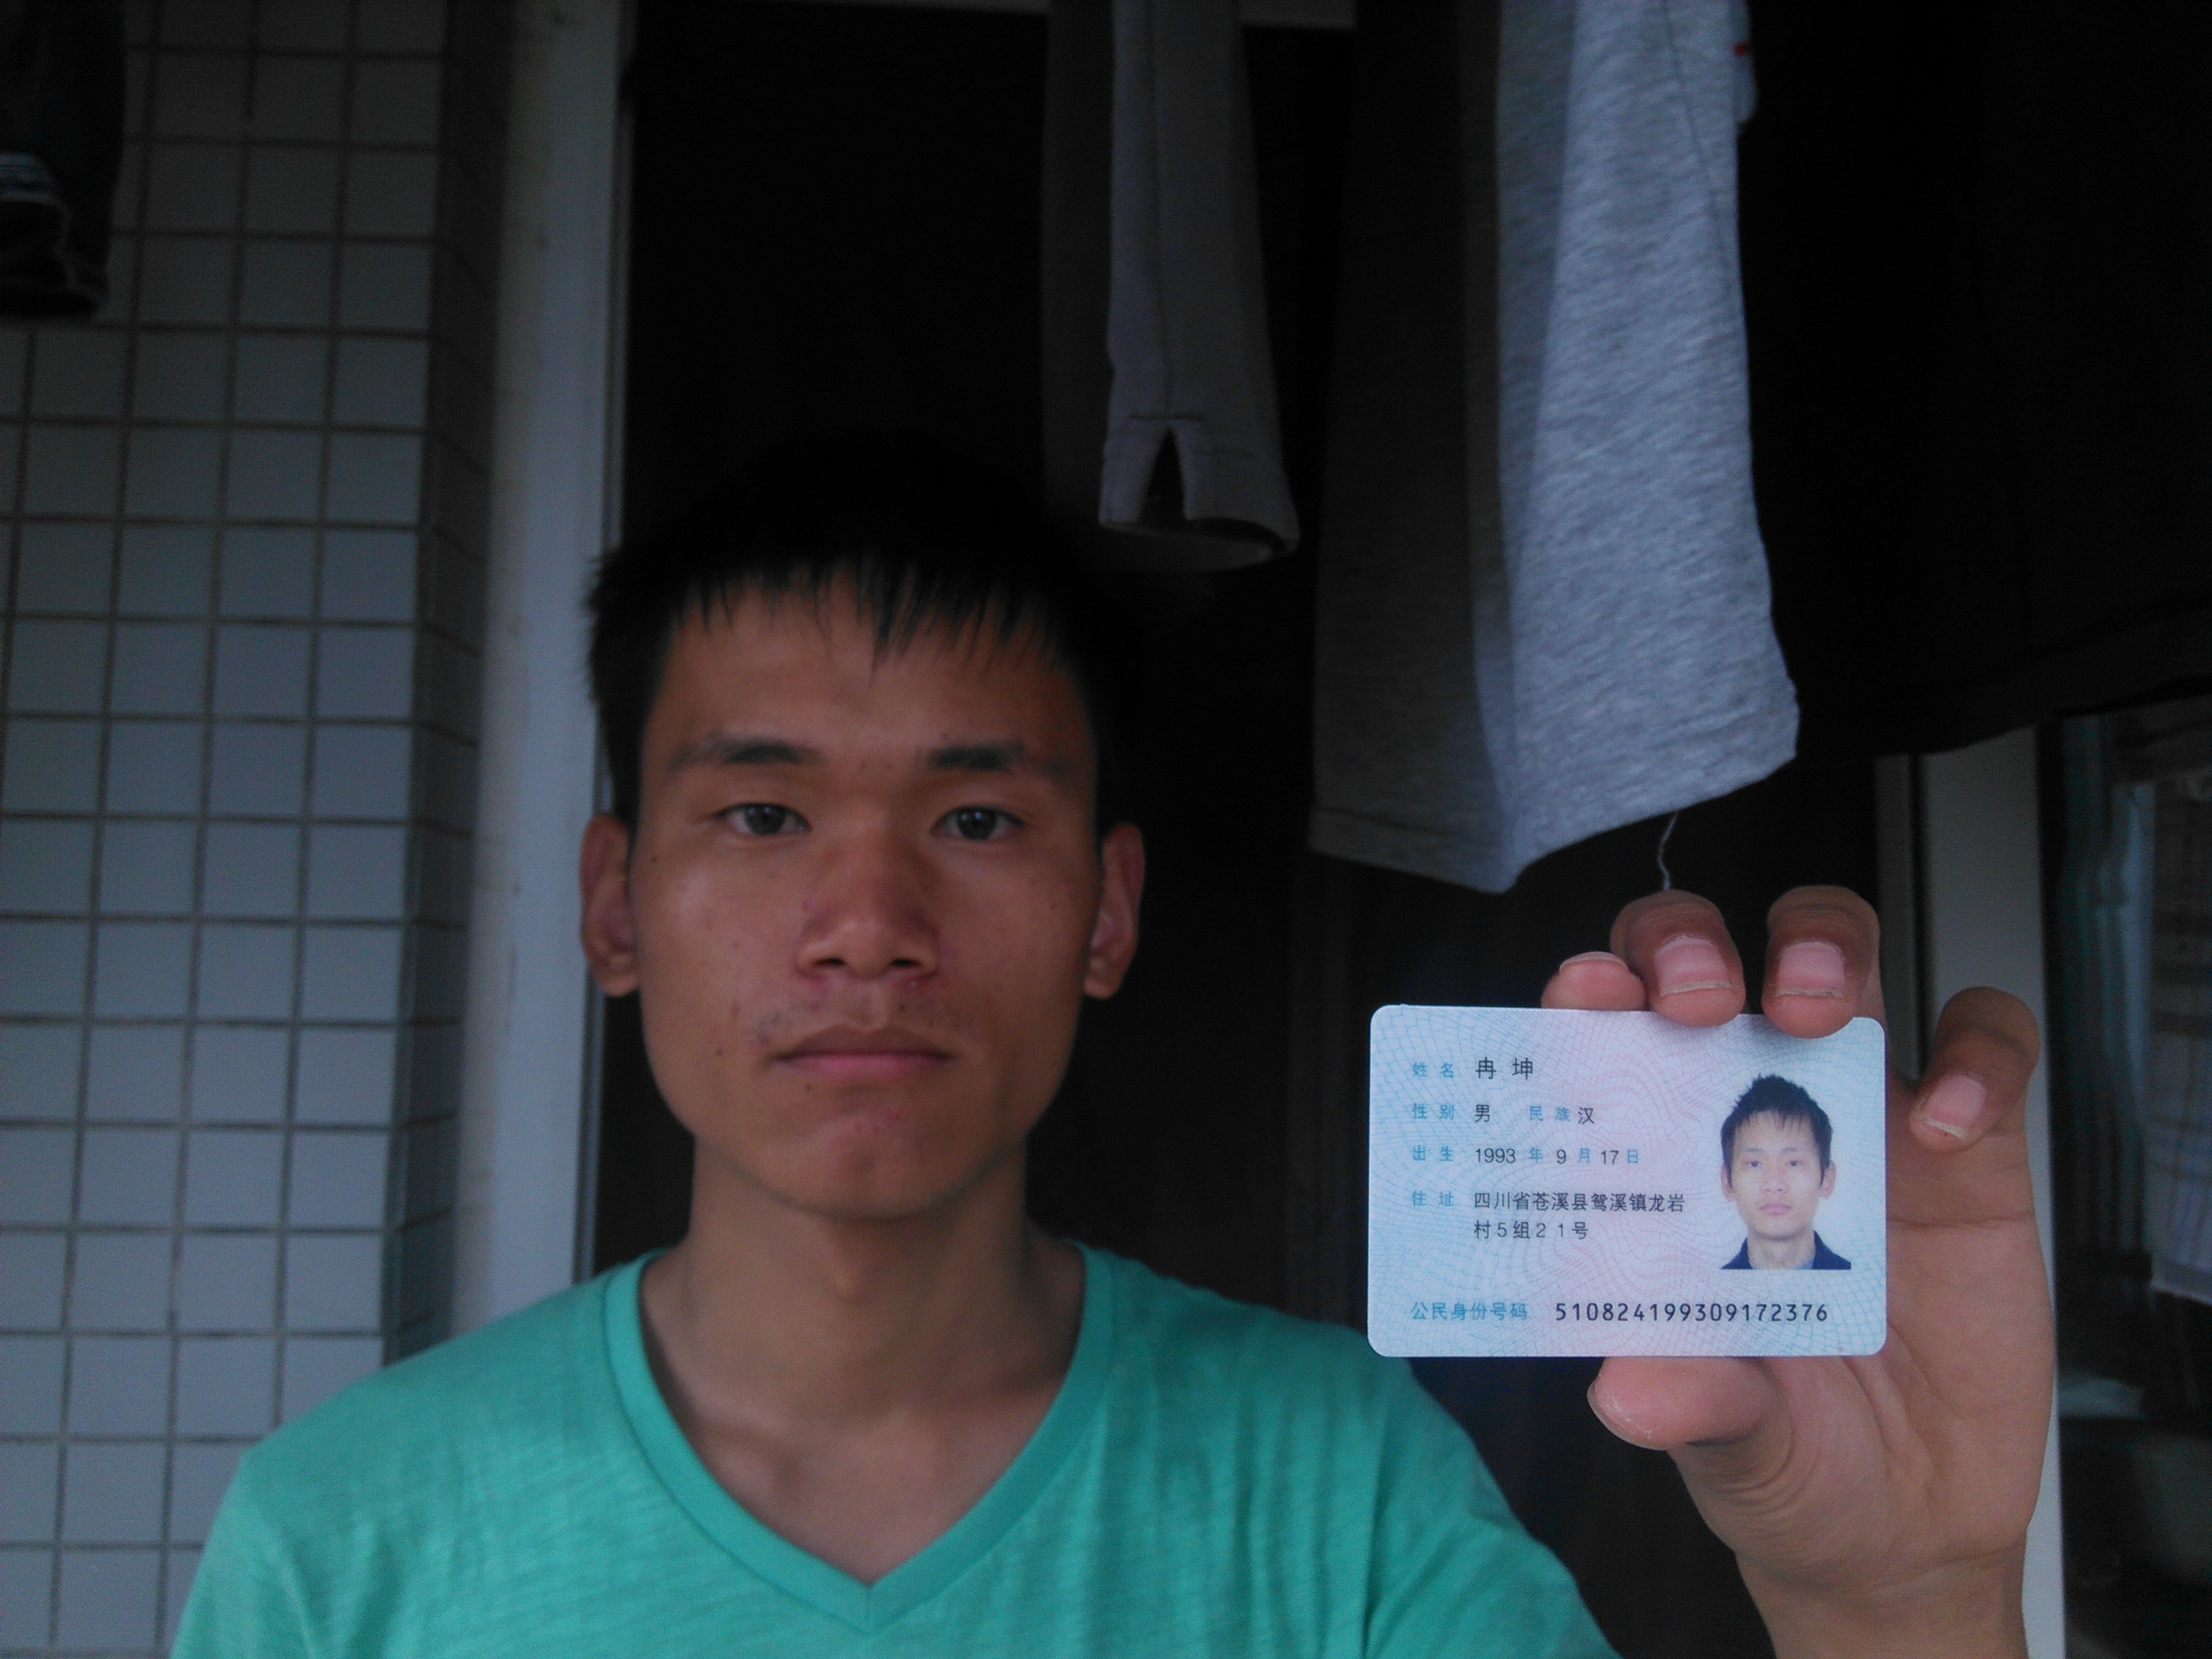 姓名 冉坤
性别 男 民族 汉
出生 1993 年 9 月 17 日
住址 四川省苍溪县鸳溪镇龙岩
村5组21号
公民身份号码 510824199309172376